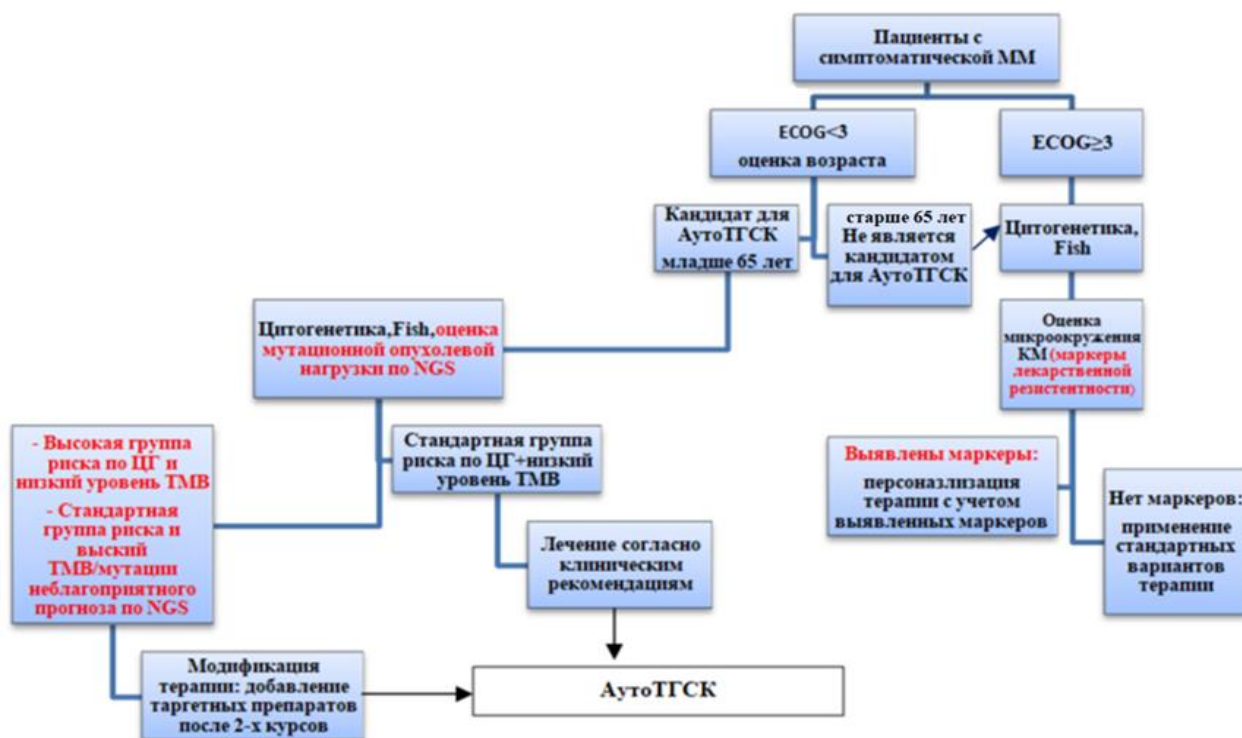 Пациенты с
симптоматической ММ
ECOG<3
оценка возраста
ECOG≥3
Кандидат для
АутоТГСК
младше 65 лет
старше 65 лет
Не является
кандидатом
для АутоТГСК
Цитогенетика,
Fish
Цитогенетика,Fish,оценка
мутационной опухолевой
нагрузки по NGS
Оценка
микроокружения
КМ (маркеры
лекарственной
резистентности)
- Высокая группа
риска по ЦГ и
низкий уровень ТМВ
- Стандартная
группа риска и
выский
ТМВ/мутации
неблагоприятного
прогноза по NGS
Стандартная группа
риска по ЦГ+низкий
уровень ТМВ
Выявлены маркеры:
персоназлизация
терапии с учетом
выявленных маркеров
Нет маркеров:
применение
стандартных
вариантов
терапии
Лечение согласно
клиническим
рекомендациям
Модификация
терапии: добавление
таргетных препаратов
после 2-х курсов
АутоТГСК